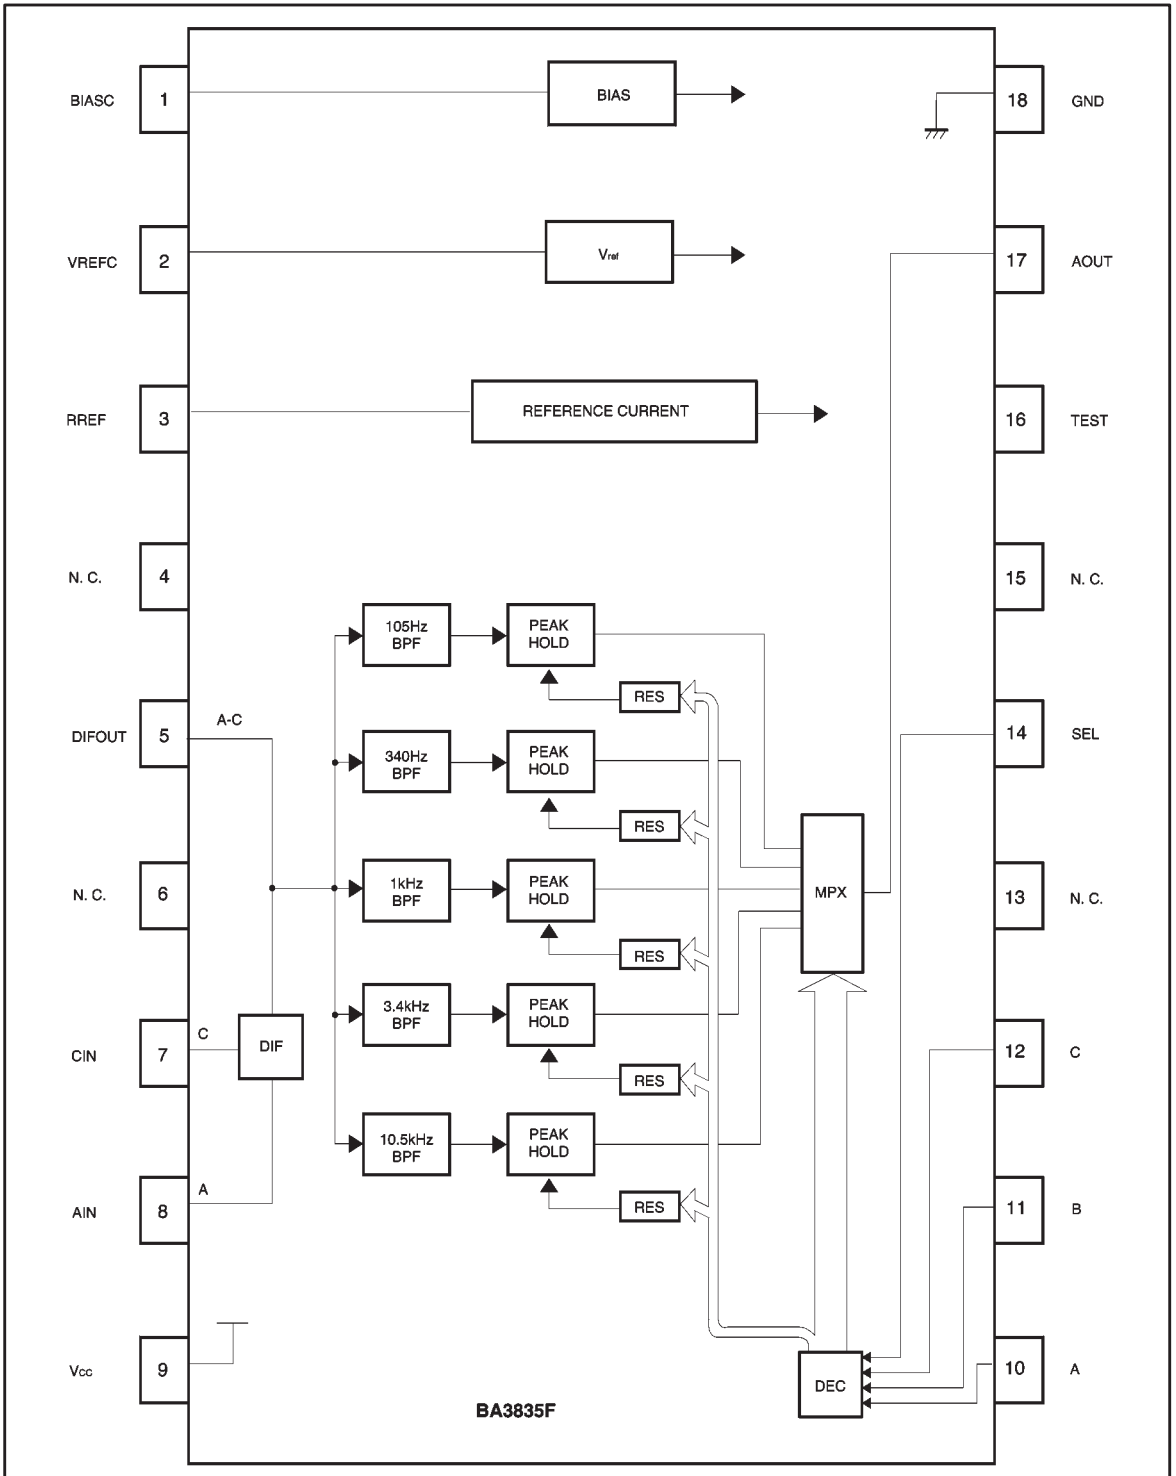 BIASC 1 BIAS 18 GND
VREFC 2 Vref 17 AOUT
RREF 3 REFERENCE CURRENT 16 TEST
N. C. 4 15 N. C.
105Hz
BPF
PEAK
HOLD
RES
DIFOUT 5 A-C 14 SEL
340Hz
BPF
PEAK
HOLD
RES
N. C. 6 13 N. C.
1kHz
BPF
PEAK
HOLD
MPX
RES
3.4kHz
BPF
PEAK
HOLD
CIN 7 C DIF 12 C
RES
10.5kHz
BPF
PEAK
HOLD
AIN 8 A 11 B
RES
Vcc 9 10 A
DEC
BA3835F